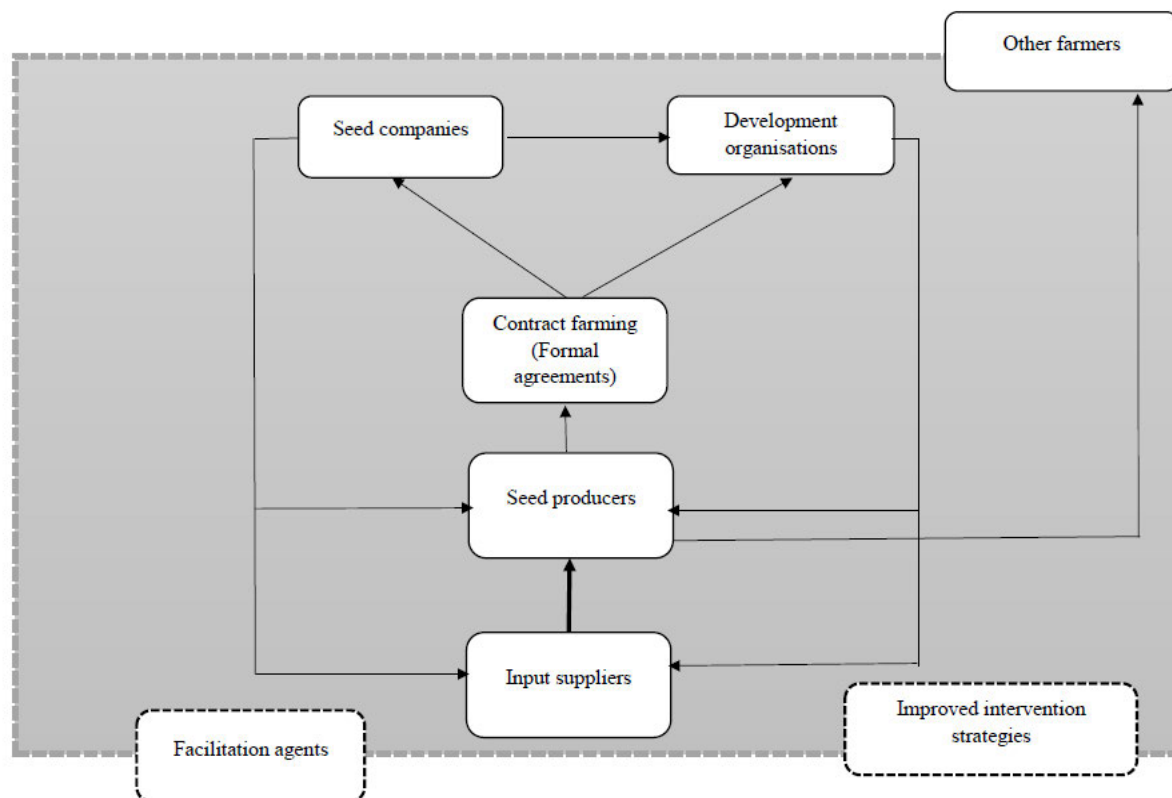 Other farmers
Seed companies
Development
organisations
Contract farming
(Formal
agreements)
Seed producers
Input suppliers
Improved intervention
strategies
Facilitation agents